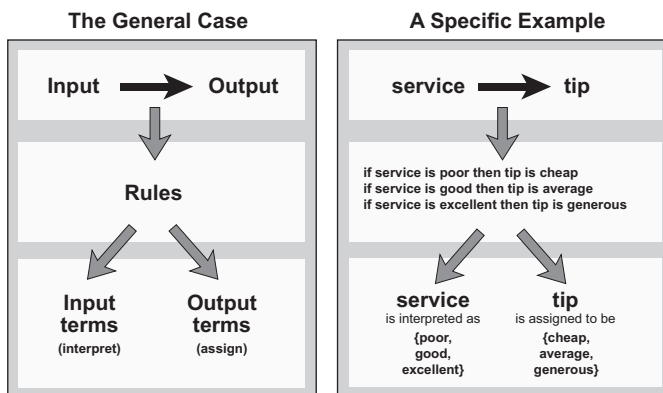 The General Case
Input Output
Rules
Input
terms
(interpret)
Output
terms
(assign)
A Specific Example
service tip
if service is poor then tip is cheap
if service is good then tip is average
if service is excellent then tip is generous
service
is interpreted as
{poor,
good,
excellent}
tip
is assigned to be
{cheap,
average,
generous}